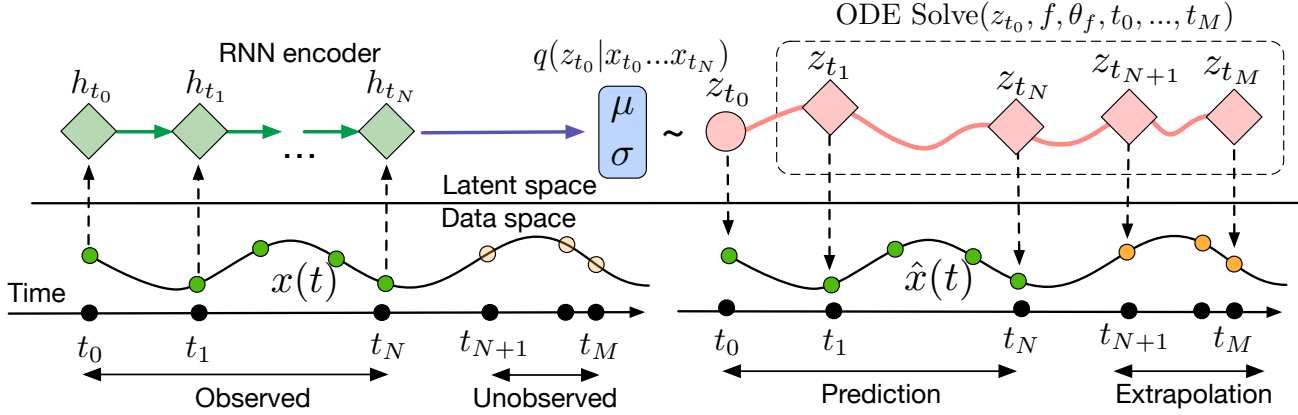 ODE Solve(z_{t_0}, f, θ_f, t_0, ..., t_M)
RNN encoder
q(z_{t_0}|x_{t_0}...x_{t_N})
h_{t_0} h_{t_1} h_{t_N}
...
μ
σ
~
z_{t_0} z_{t_1} z_{t_N} z_{t_{N+1}} z_{t_M}
Latent space
Data space
x(t) x̂(t)
Time
t_0 t_1 t_N t_{N+1} t_M t_0 t_1 t_N t_{N+1} t_M
Observed Unobserved Prediction Extrapolation